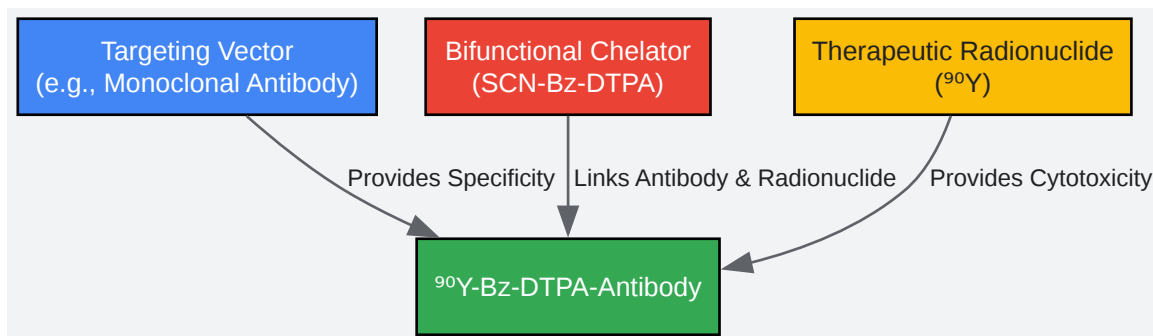 Targeting Vector
(e.g., Monoclonal Antibody)
Bifunctional Chelator
(SCN-Bz-DTPA)
Therapeutic Radionuclide
(⁹⁰Y)
Provides Specificity
Links Antibody & Radionuclide
Provides Cytotoxicity
⁹⁰Y-Bz-DTPA-Antibody